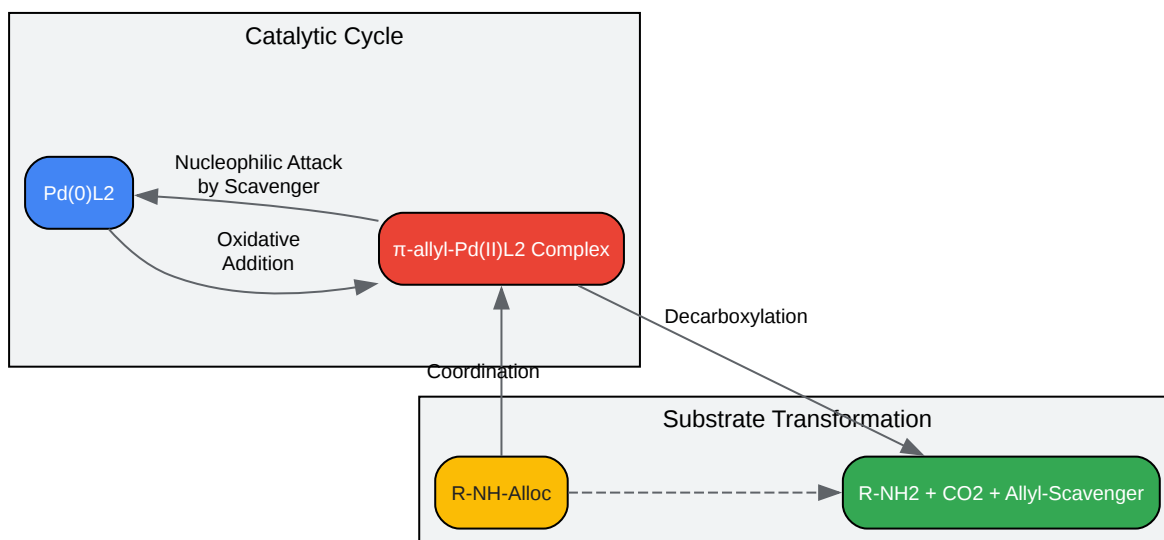 Catalytic Cycle
Nucleophilic Attack
by Scavenger
Pd(0)L2
Oxidative
Addition
π-allyl-Pd(II)L2 Complex
Decarboxylation
Coordination
Substrate Transformation
R-NH-Alloc
R-NH2 + CO2 + Allyl-Scavenger